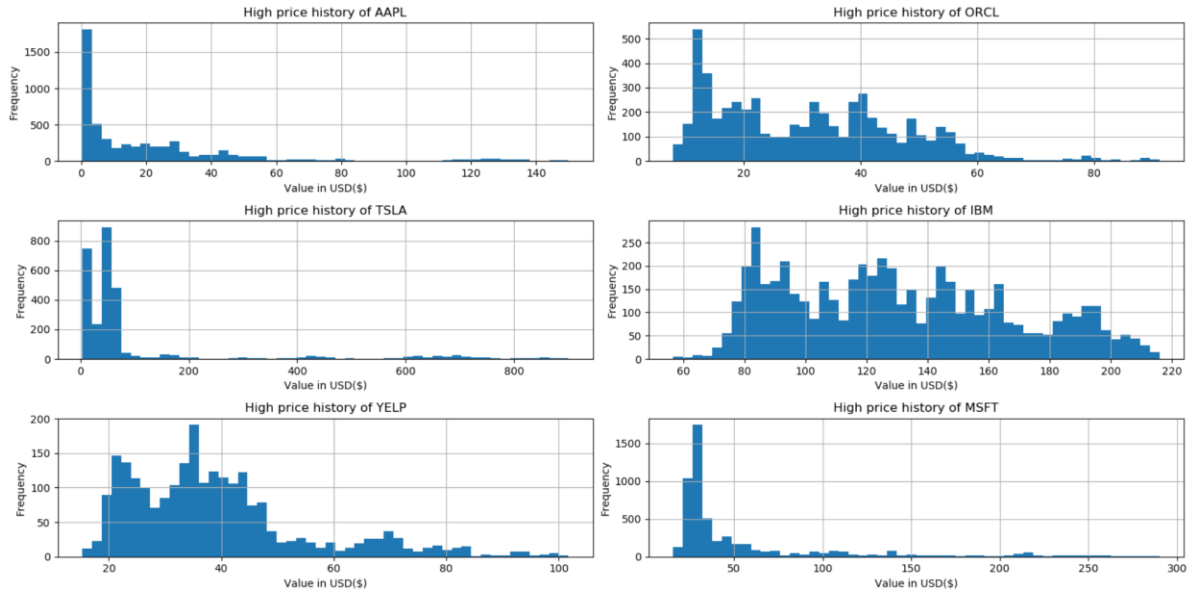 High price history of AAPL
Frequency
1500
1000
500
0
0 20 40 60 80 100 120 140
Value in USD($)
High price history of ORCL
Frequency
500
400
300
200
100
0
20 40 60 80
Value in USD($)
High price history of TSLA
Frequency
800
600
400
200
0
0 200 400 600 800
Value in USD($)
High price history of IBM
Frequency
250
200
150
100
50
0
60 80 100 120 140 160 180 200 220
Value in USD($)
High price history of YELP
Frequency
200
150
100
50
0
20 40 60 80 100
Value in USD($)
High price history of MSFT
Frequency
1500
1000
500
0
50 100 150 200 250 300
Value in USD($)